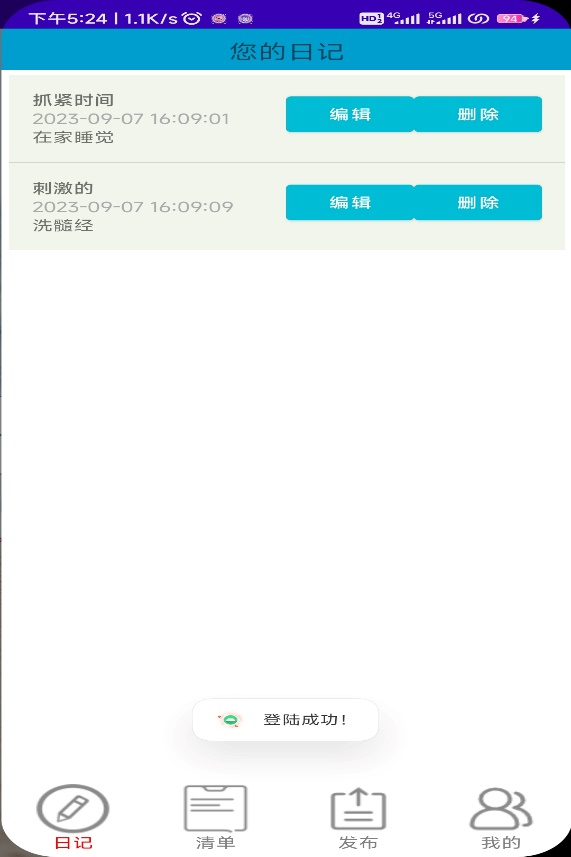 下午5:24 | 1.1K/s
HD 4G 5G 94
您的日记
抓紧时间
2023-09-07 16:09:01
在家睡觉
编辑 删除
刺激的
2023-09-07 16:09:09
洗髓经
编辑 删除
登陆成功!
日记 清单 发布 我的